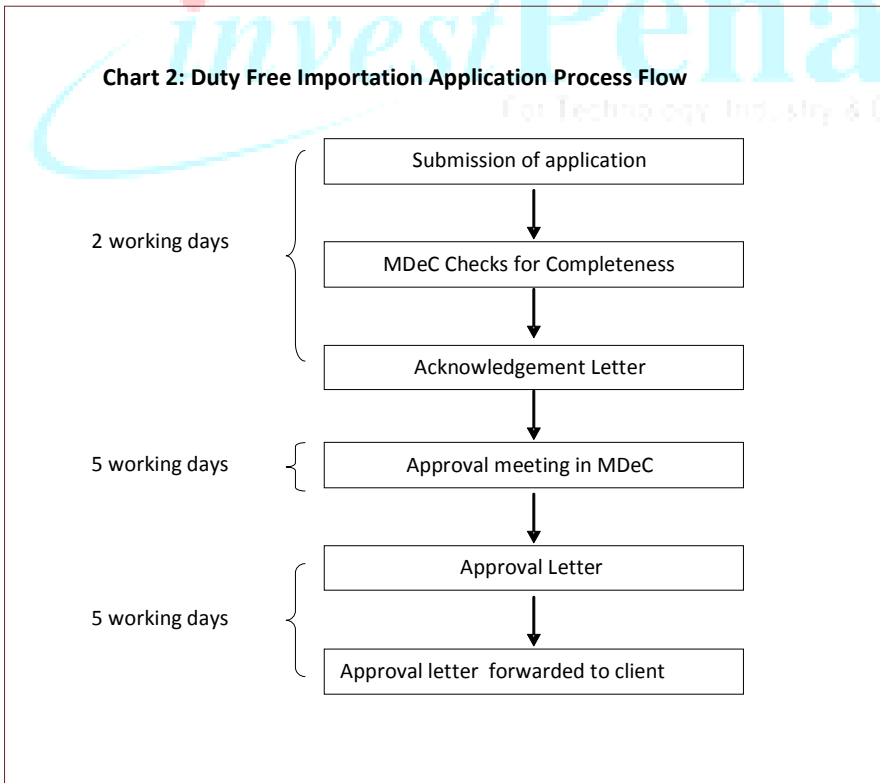 investPena
Chart 2: Duty Free Importation Application Process Flow
For Technology, Industry & C
Submission of application
2 working days
MDeC Checks for Completeness
Acknowledgement Letter
5 working days
Approval meeting in MDeC
Approval Letter
5 working days
Approval letter forwarded to client